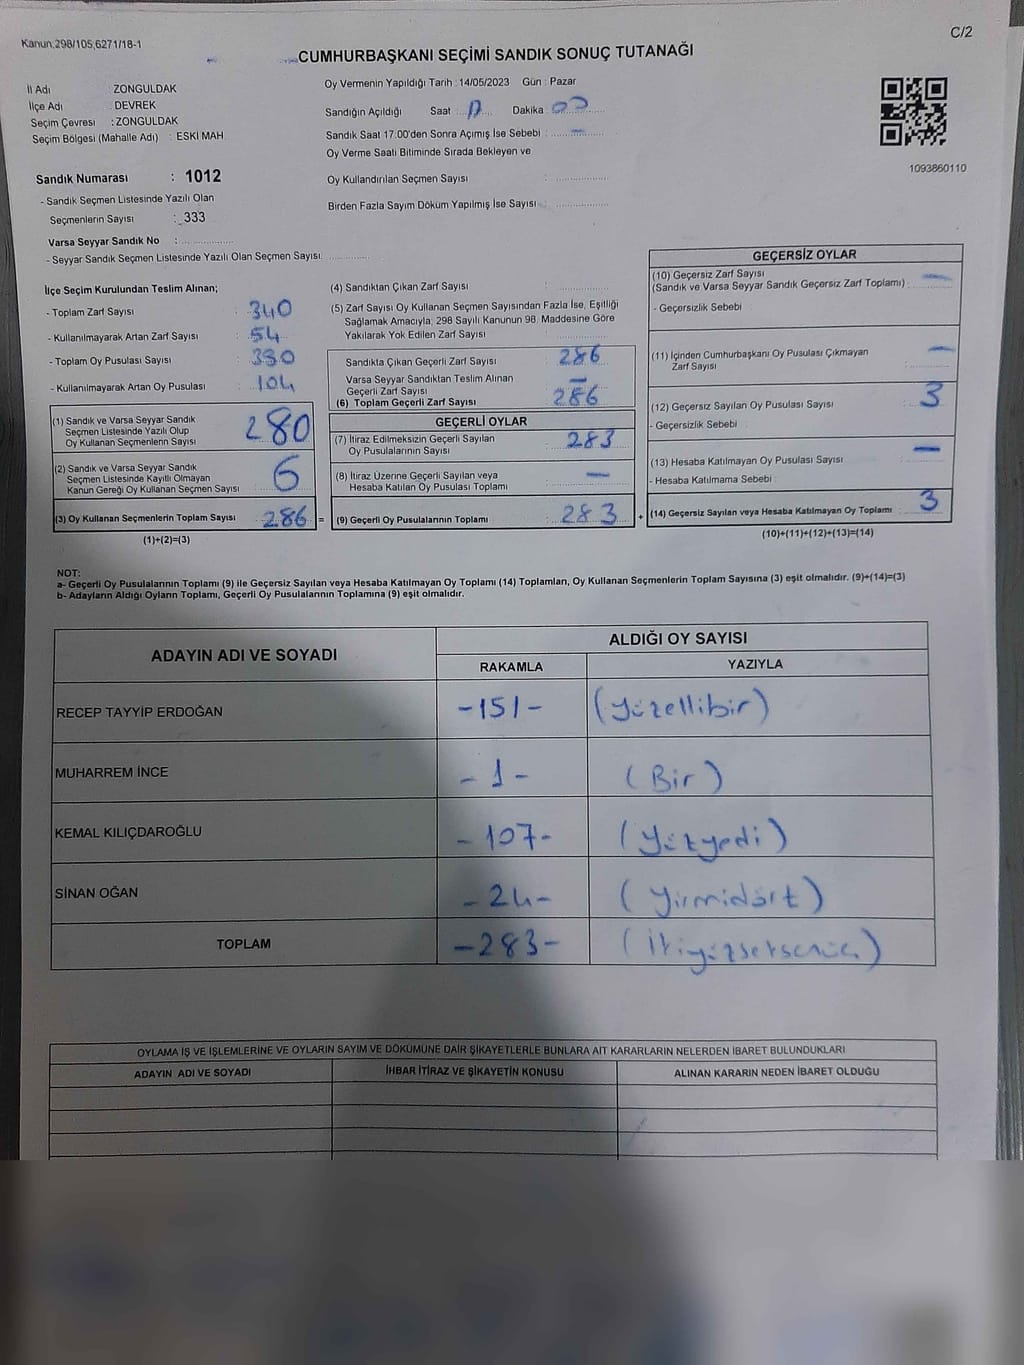 Kanun;298/105,6271/18-1
C/2
CUMHURBAŞKANI SEÇİMİ SANDIK SONUÇ TUTANAĞI
İl Adı ZONGULDAK
İlçe Adı : DEVREK
Seçim Çevresi : ZONGULDAK
Seçim Bölgesi (Mahalle Adı) : ESKİ MAH.
Sandık Numarası : 1012
- Sandık Seçmen Listesinde Yazılı Olan
Seçmenlerin Sayısı : 333
Varsa Seyyar Sandık No :
- Seyyar Sandık Seçmen Listesinde Yazılı Olan Seçmen Sayısı:
Oy Vermenin Yapıldığı Tarih : 14/05/2023 Gün : Pazar
Sandığın Açıldığı Saat : Dakika :
Sandık Saat 17.00'den Sonra Açımış İse Sebebi : —
Oy Verme Saati Bitiminde Sırada Bekleyen ve
Oy Kullandırılan Seçmen Sayısı :
Birden Fazla Sayım Döküm Yapılmış İse Sayısı :
1093860110
İlçe Seçim Kurulundan Teslim Alınan;
- Toplam Zarf Sayısı : 340
- Kullanılmayarak Artan Zarf Sayısı : 54
- Toplam Oy Pusulası Sayısı : 390
- Kullanılmayarak Artan Oy Pusulası : 104
(1) Sandık ve Varsa Seyyar Sandık
Seçmen Listesinde Yazılı Olup
Oy Kullanan Seçmenlerin Sayısı : 280
(2) Sandık ve Varsa Seyyar Sandık
Seçmen Listesinde Kayıtlı Olmayan
Kanun Gereği Oy Kullanan Seçmen Sayısı : 6
(3) Oy Kullanan Seçmenlerin Toplam Sayısı : 286 =
(1)+(2)=(3)
(4) Sandıktan Çıkan Zarf Sayısı :
(5) Zarf Sayısı Oy Kullanan Seçmen Sayısından Fazla İse, Eşitliği
Sağlamak Amacıyla; 298 Sayılı Kanunun 98. Maddesine Göre
Yakılarak Yok Edilen Zarf Sayısı :
Sandıkta Çıkan Geçerli Zarf Sayısı : 286
Varsa Seyyar Sandıktan Teslim Alınan
Geçerli Zarf Sayısı : —
(6) Toplam Geçerli Zarf Sayısı : 286
GEÇERLİ OYLAR
(7) İtiraz Edilmeksizin Geçerli Sayılan
Oy Pusulalarının Sayısı : 283
(8) İtiraz Üzerine Geçerli Sayılan veya
Hesaba Katılan Oy Pusulası Toplamı : —
(9) Geçerli Oy Pusulalarının Toplamı : 283 +
GEÇERSİZ OYLAR
(10) Geçersiz Zarf Sayısı
(Sandık ve Varsa Seyyar Sandık Geçersiz Zarf Toplamı) : —
- Geçersizlik Sebebi :
(11) İçinden Cumhurbaşkanı Oy Pusulası Çıkmayan
Zarf Sayısı : —
(12) Geçersiz Sayılan Oy Pusulası Sayısı : 3
- Geçersizlik Sebebi :
(13) Hesaba Katılmayan Oy Pusulası Sayısı : —
- Hesaba Katılmama Sebebi :
(14) Geçersiz Sayılan veya Hesaba Katılmayan Oy Toplamı : 3
(10)+(11)+(12)+(13)=(14)
NOT:
a- Geçerli Oy Pusulalarının Toplamı (9) ile Geçersiz Sayılan veya Hesaba Katılmayan Oy Toplamı (14) Toplamları, Oy Kullanan Seçmenlerin Toplam Sayısına (3) eşit olmalıdır. (9)+(14)=(3)
b- Adayların Aldığı Oyların Toplamı, Geçerli Oy Pusulalarının Toplamına (9) eşit olmalıdır.
ADAYIN ADI VE SOYADI ALDIĞI OY SAYISI
RAKAMLA YAZIYLA
RECEP TAYYİP ERDOĞAN -151- (yüzellibir)
MUHARREM İNCE -1- (Bir)
KEMAL KILIÇDAROĞLU -107- (yüzyedi)
SİNAN OĞAN -24- (yirmidört)
TOPLAM -283- (ikiyüzseksenüç)
OYLAMA İŞ VE İŞLEMLERİNE VE OYLARIN SAYIM VE DÖKÜMÜNE DAİR ŞİKAYETLERLE BUNLARA AİT KARARLARIN NELERDEN İBARET BULUNDUKLARI
ADAYIN ADI VE SOYADI İHBAR İTİRAZ VE ŞİKAYETİN KONUSU ALINAN KARARIN NEDEN İBARET OLDUĞU